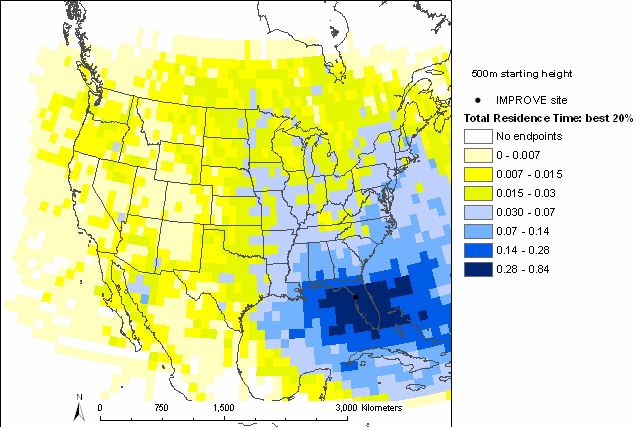 500m starting height
IMPROVE site
Total Residence Time: best 20%
No endpoints
0 - 0.007
0.007 - 0.015
0.015 - 0.03
0.030 - 0.07
0.07 - 0.14
0.14 - 0.28
0.28 - 0.84
N
0 750 1,500 3,000 Kilometers